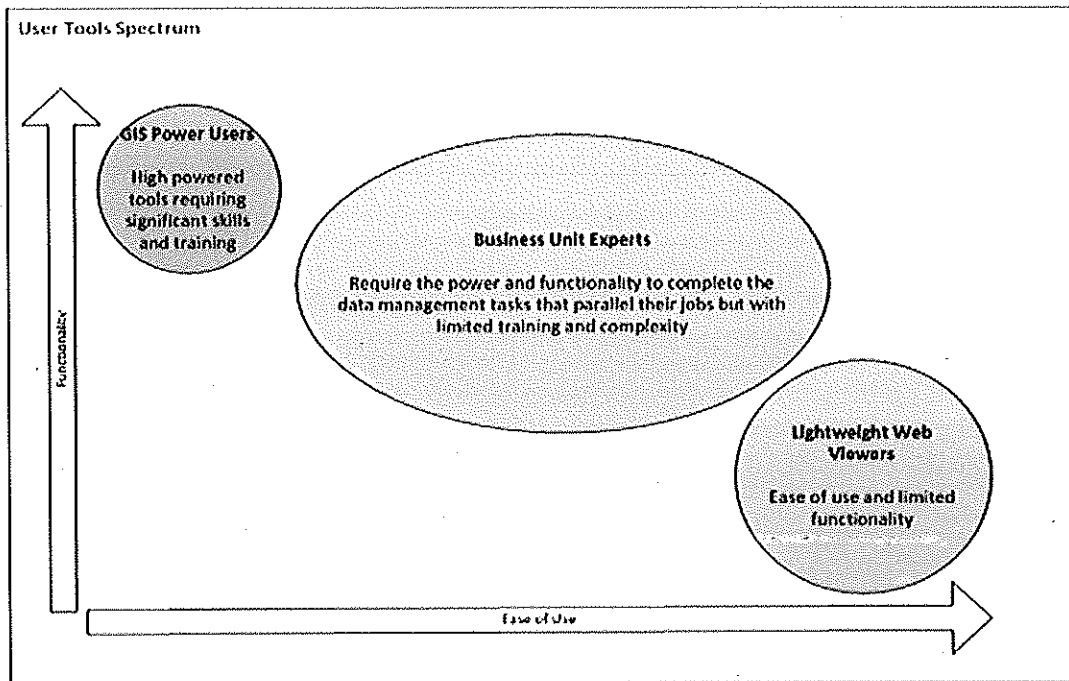 User Tools Spectrum
GIS Power Users
High powered
tools requiring
significant skills
and training
Business Unit Experts
Require the power and functionality to complete the
data management tasks that parallel their jobs but with
limited training and complexity
Lightweight Web
Viewers
Ease of use and limited
functionality
Functionality
Ease of Use